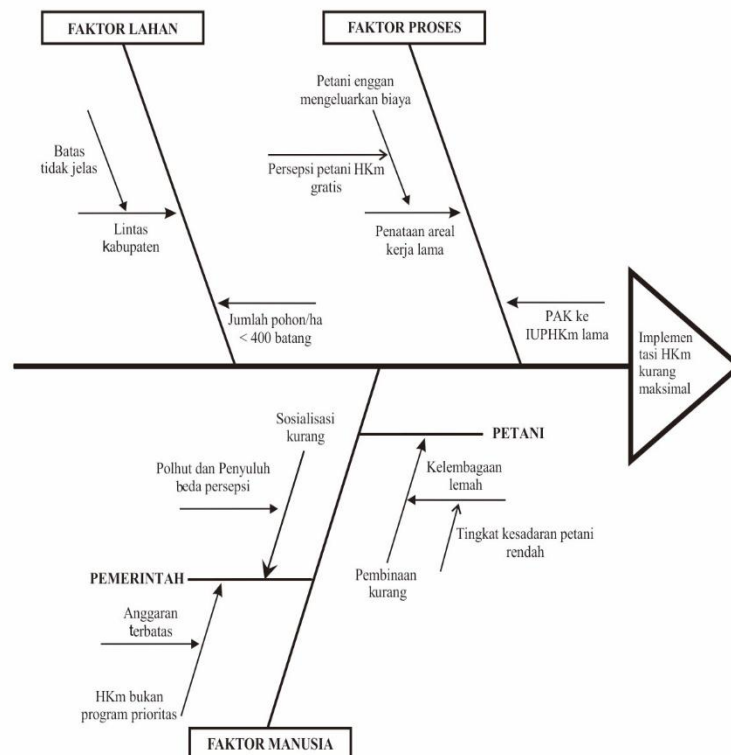 FAKTOR LAHAN
FAKTOR PROSES
Petani enggan
mengeluarkan biaya
Batas
tidak jelas
Persepsi petani HKm
gratis
Lintas
kabupaten
Penataan areal
kerja lama
Jumlah pohon/ha
< 400 batang
PAK ke
IUPHKm lama
Implemen
tasi HKm
kurang
maksimal
Sosialisasi
kurang
PETANI
Polhut dan Penyuluh
beda persepsi
Kelembagaan
lemah
Tingkat kesadaran petani
rendah
Pembinaan
kurang
PEMERINTAH
Anggaran
terbatas
HKm bukan
program prioritas
FAKTOR MANUSIA